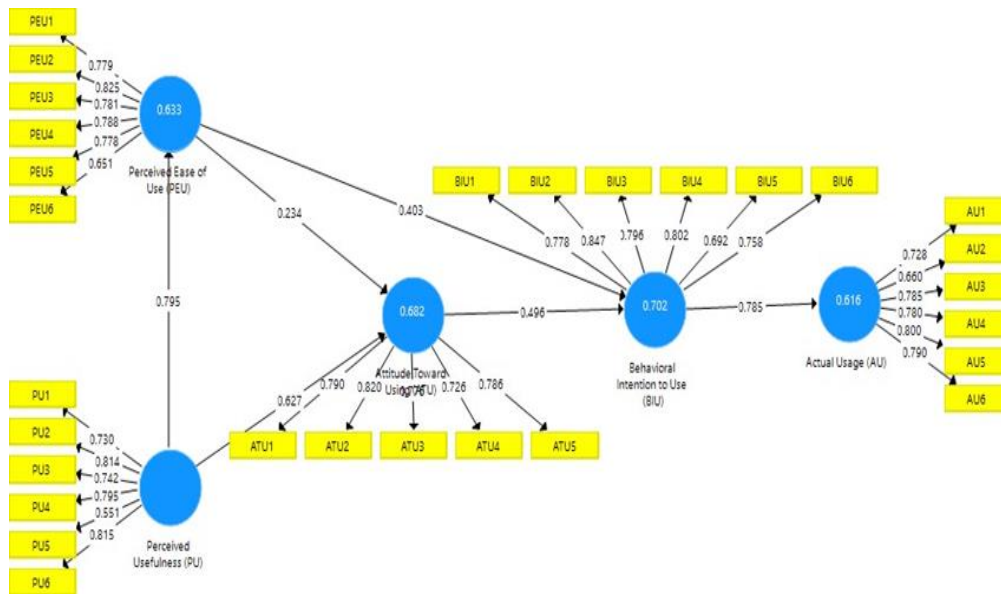 PEU1
PEU2
PEU3
PEU4
PEU5
PEU6
0.779
0.825
0.781
0.788
0.778
0.651
0.633
Perceived Ease of
Use (PEU)
0.234
0.403
0.795
BIU1
BIU2
BIU3
BIU4
BIU5
BIU6
0.778
0.847
0.796
0.802
0.692
0.758
0.702
Behavioral
Intention to Use
(BIU)
0.682
Attitude Toward
0.496
0.785
0.627
0.790
0.820
0.726
0.786
ATU1
ATU2
ATU3
ATU4
ATU5
AU1
AU2
AU3
AU4
AU5
AU6
0.728
0.660
0.785
0.780
0.800
0.790
0.616
Actual Usage (AU)
PU1
PU2
PU3
PU4
PU5
PU6
0.730
0.814
0.742
0.795
0.551
0.815
Perceived
Usefulness (PU)